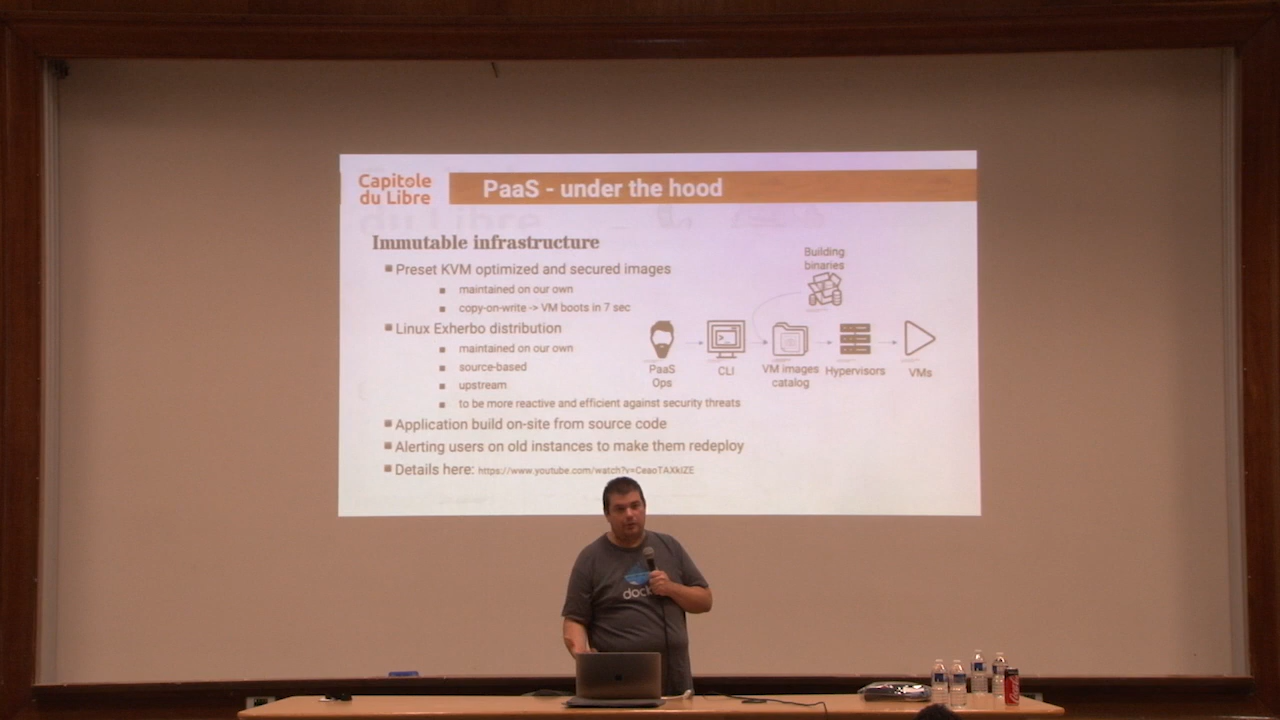 Capitole
du Libre
PaaS - under the hood
Immutable infrastructure
Preset KVM optimized and secured images
maintained on our own
copy-on-write -> VM boots in 7 sec
Linux Exherbo distribution
maintained on our own
source-based
upstream
to be more reactive and efficient against security threats
Application build on-site from source code
Alerting users on old instances to make them redeploy
Details here: https://www.youtube.com/watch?v=CeaoTAXkIZE
Building
binaries
PaaS
Ops
CLI
VM images
catalog
Hypervisors
VMs